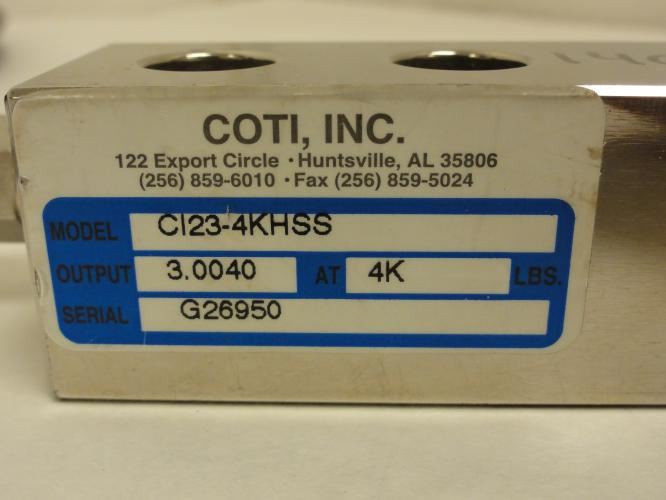 COTI, INC.
122 Export Circle · Huntsville, AL 35806
(256) 859-6010 · Fax (256) 859-5024
MODEL CI23-4KHSS
OUTPUT 3.0040 AT 4K LBS.
SERIAL G26950